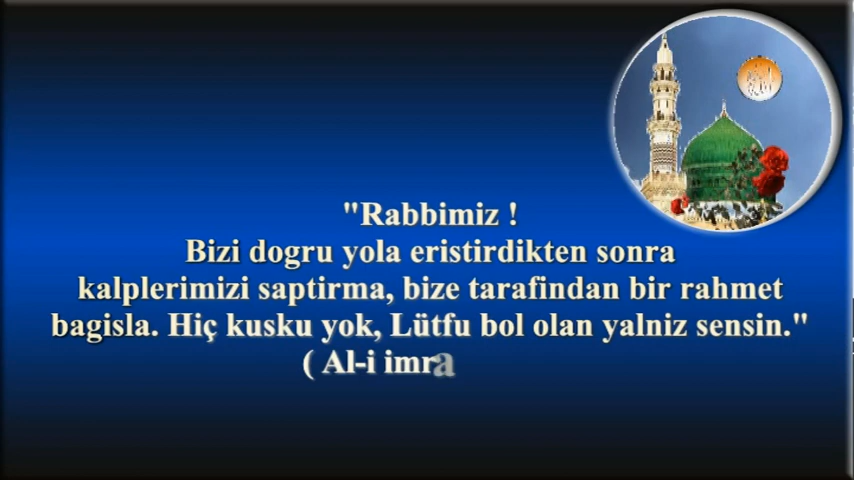 "Rabbimiz !
Bizi dogru yola eristirdikten sonra
kalplerimizi saptirma, bize tarafindan bir rahmet
bagisla. Hiç kusku yok, Lütfu bol olan yalniz sensin."
( Al-i imra